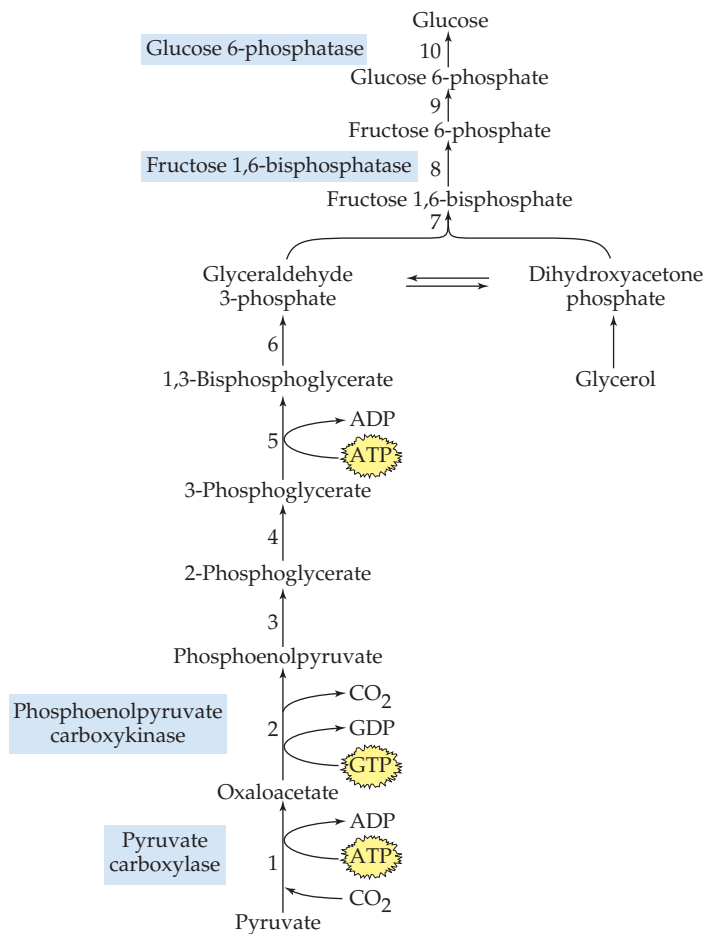 Glucose
Glucose 6-phosphatase
10
Glucose 6-phosphate
9
Fructose 6-phosphate
Fructose 1,6-bisphosphatase
8
Fructose 1,6-bisphosphate
7
Glyceraldehyde
3-phosphate
Dihydroxyacetone
phosphate
6
1,3-Bisphosphoglycerate
Glycerol
ADP
5
ATP
3-Phosphoglycerate
4
2-Phosphoglycerate
3
Phosphoenolpyruvate
CO2
Phosphoenolpyruvate
carboxykinase
2
GDP
GTP
Oxaloacetate
ADP
Pyruvate
carboxylase
1
ATP
CO2
Pyruvate